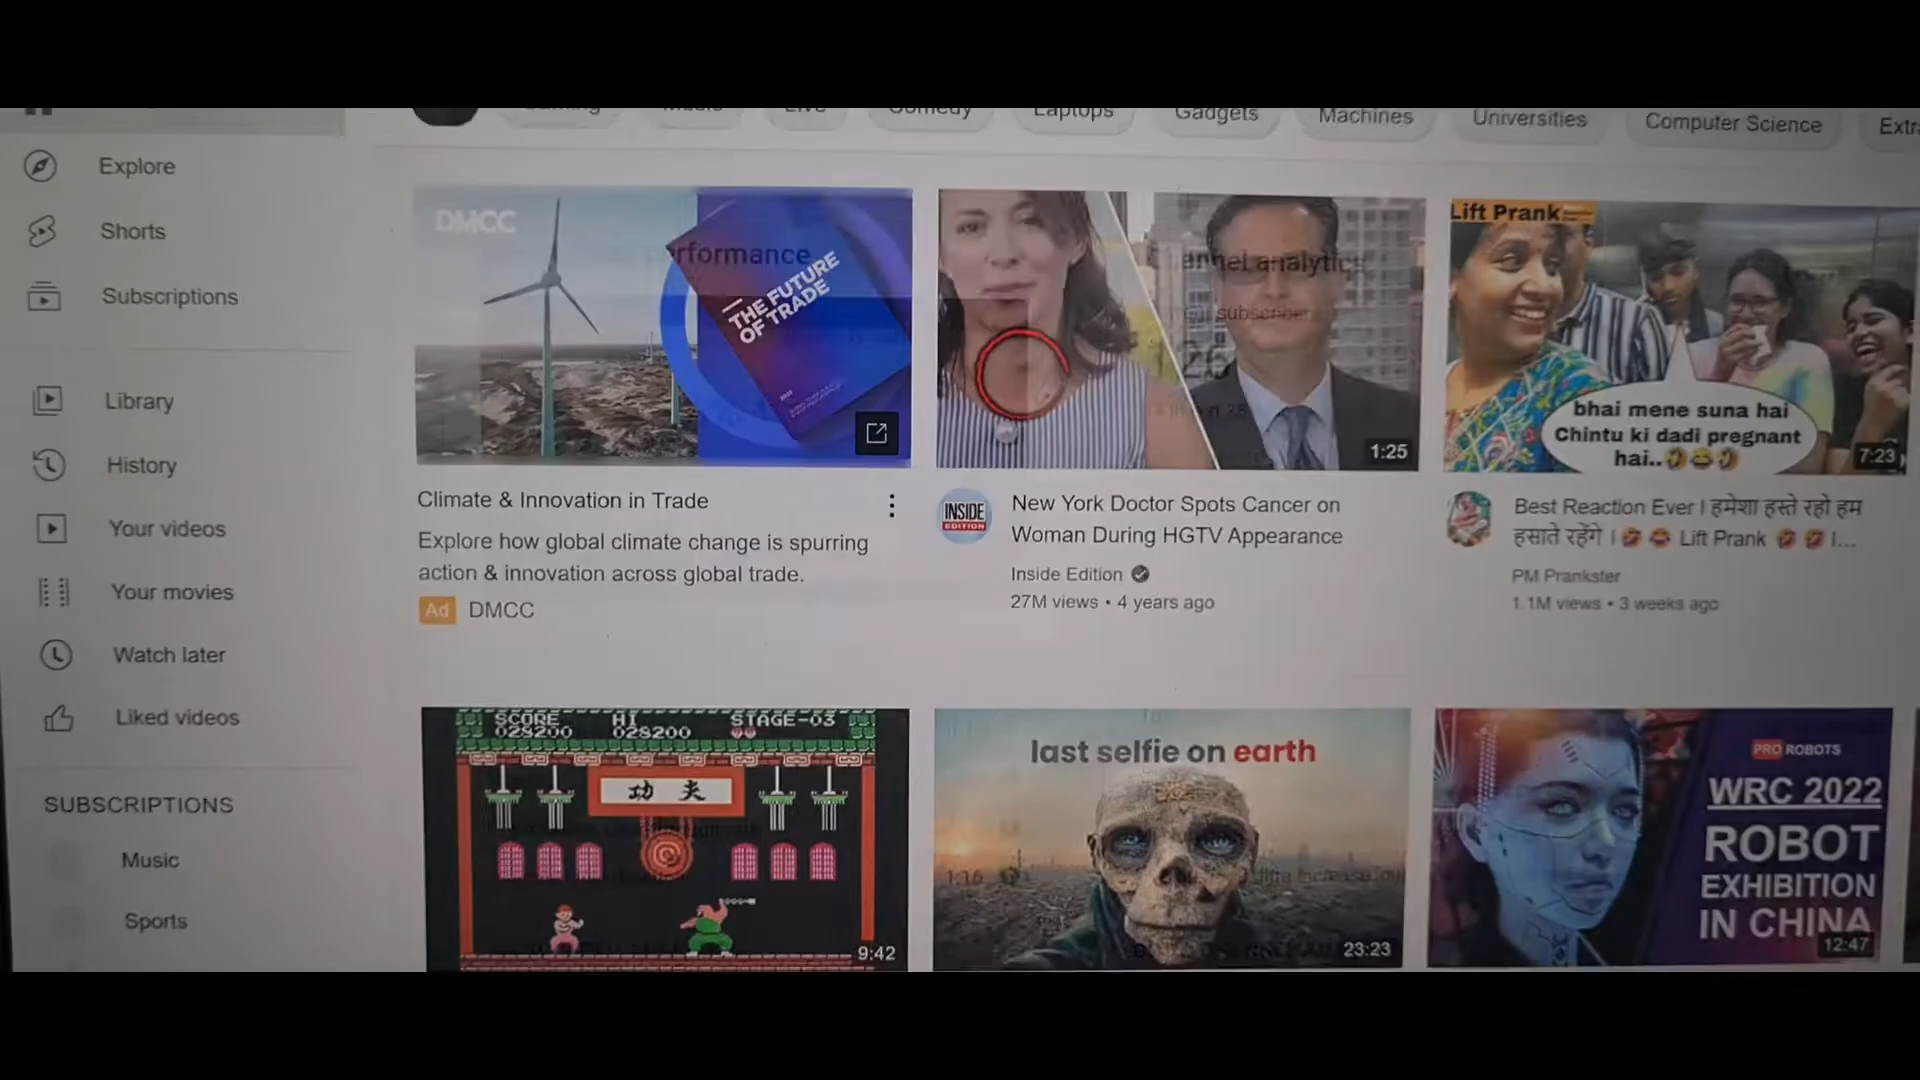 Gaming
Music
Live
Comedy
Laptops
Gadgets
Machines
Universities
Computer Science
Explore
Shorts
Subscriptions
Library
History
Your videos
Your movies
Watch later
Liked videos
SUBSCRIPTIONS
Music
Sports
DMCC
THE FUTURE
OF TRADE
Climate & Innovation in Trade
Explore how global climate change is spurring
action & innovation across global trade.
Ad DMCC
1:25
INSIDE
EDITION
New York Doctor Spots Cancer on
Woman During HGTV Appearance
Inside Edition
27M views • 4 years ago
Lift Prank
bhai mene suna hai
Chintu ki dadi pregnant
hai..🤣😂🤣
7:23
Best Reaction Ever l हमेशा हस्ते रहो हम
हसाते रहेंगे । 🤣 😂 Lift Prank 🤣 🤣 l...
PM Prankster
1.1M views • 3 weeks ago
SCORE HI STAGE-03
028200 028200
功夫
9:42
last selfie on earth
23:23
PRO ROBOTS
WRC 2022
ROBOT
EXHIBITION
IN CHINA
12:47
channel analytics